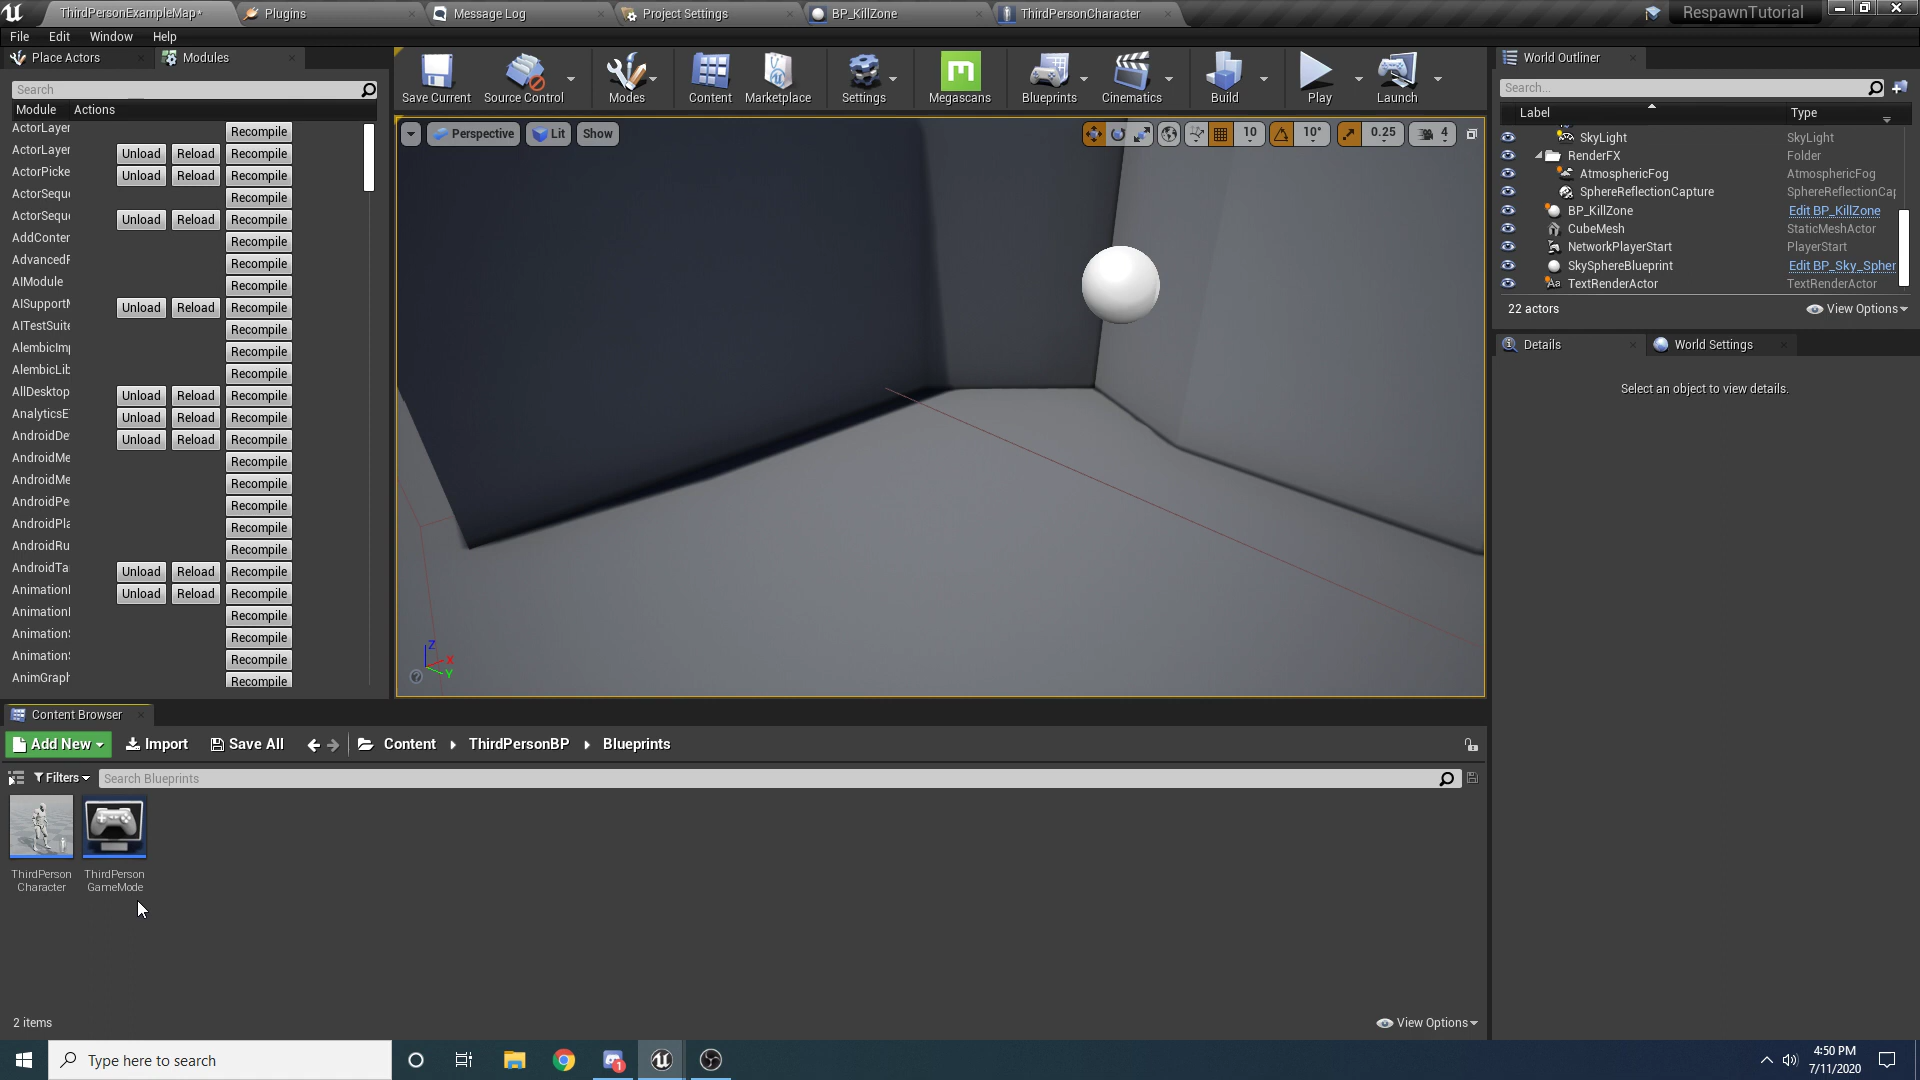 ThirdPersonExampleMap*
Plugins
Message Log
Project Settings
BP_KillZone
ThirdPersonCharacter
RespawnTutorial
File Edit Window Help
Place Actors
Modules
Search
Module Actions
ActorLayer Recompile
ActorLayer Unload Reload Recompile
ActorPicke Unload Reload Recompile
ActorSeque Recompile
ActorSeque Unload Reload Recompile
AddConter Recompile
AdvancedF Recompile
AIModule Recompile
AISupportM Unload Reload Recompile
AITestSuite Recompile
AlembicImp Recompile
AlembicLib Recompile
AllDesktop Unload Reload Recompile
AnalyticsE Unload Reload Recompile
AndroidDe Unload Reload Recompile
AndroidMe Recompile
AndroidMe Recompile
AndroidPe Recompile
AndroidPla Recompile
AndroidRu Recompile
AndroidTa Unload Reload Recompile
Animation Unload Reload Recompile
Animation Recompile
Animation Recompile
Animation Recompile
AnimGraph Recompile
Save Current
Source Control
Modes
Content
Marketplace
Settings
Megascans
Blueprints
Cinematics
Build
Play
Launch
Perspective
Lit
Show
10
10°
0.25
4
Z
X
Y
World Outliner
Search...
Label Type
SkyLight SkyLight
RenderFX Folder
AtmosphericFog AtmosphericFog
SphereReflectionCapture SphereReflectionCap
BP_KillZone Edit BP_KillZone
CubeMesh StaticMeshActor
NetworkPlayerStart PlayerStart
SkySphereBlueprint Edit BP_Sky_Spher
Aa TextRenderActor TextRenderActor
22 actors
View Options
Details
World Settings
Select an object to view details.
Content Browser
Add New
Import
Save All
Content
ThirdPersonBP
Blueprints
Filters
Search Blueprints
ThirdPerson
Character
ThirdPerson
GameMode
2 items
View Options
Type here to search
1
4:50 PM
7/11/2020